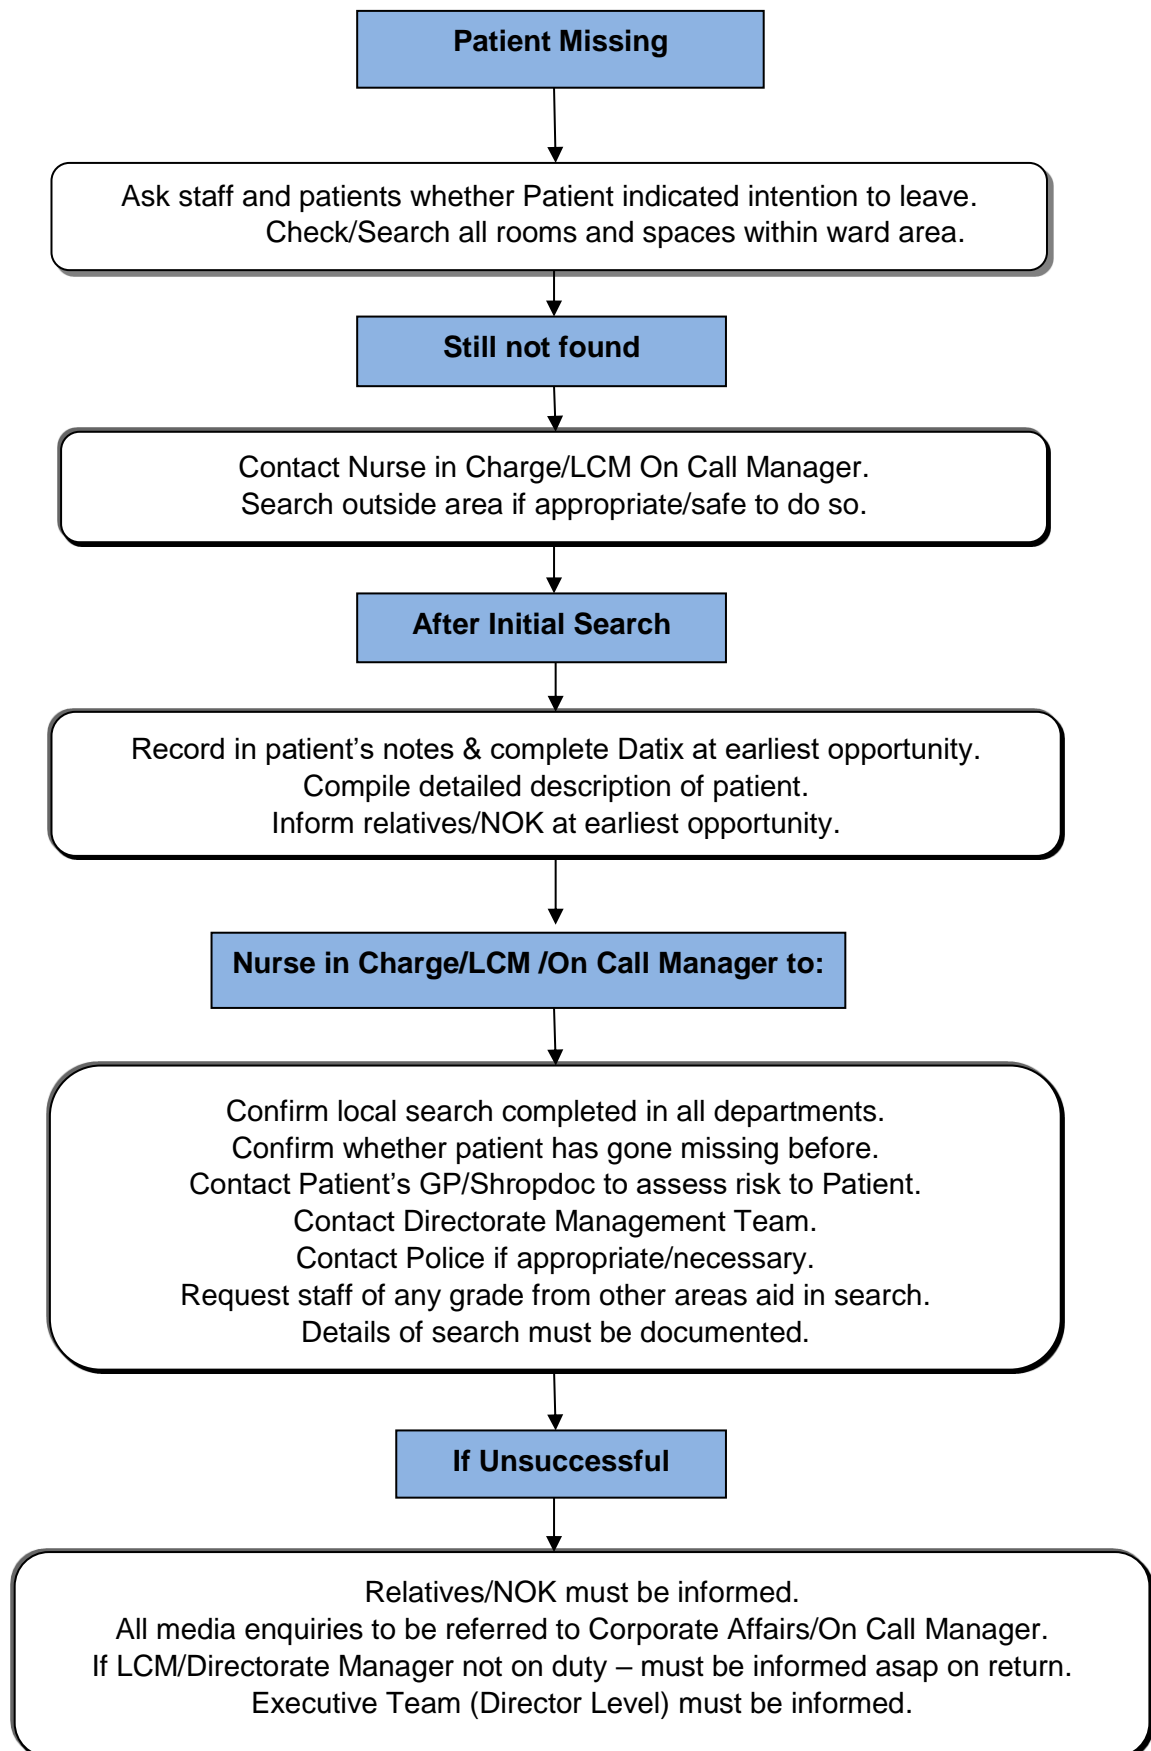 Patient Missing
Ask staff and patients whether Patient indicated intention to leave.
Check/Search all rooms and spaces within ward area.
Still not found
Contact Nurse in Charge/LCM On Call Manager.
Search outside area if appropriate/safe to do so.
After Initial Search
Record in patient’s notes & complete Datix at earliest opportunity.
Compile detailed description of patient.
Inform relatives/NOK at earliest opportunity.
Nurse in Charge/LCM /On Call Manager to:
Confirm local search completed in all departments.
Confirm whether patient has gone missing before.
Contact Patient’s GP/Shropdoc to assess risk to Patient.
Contact Directorate Management Team.
Contact Police if appropriate/necessary.
Request staff of any grade from other areas aid in search.
Details of search must be documented.
If Unsuccessful
Relatives/NOK must be informed.
All media enquiries to be referred to Corporate Affairs/On Call Manager.
If LCM/Directorate Manager not on duty – must be informed asap on return.
Executive Team (Director Level) must be informed.